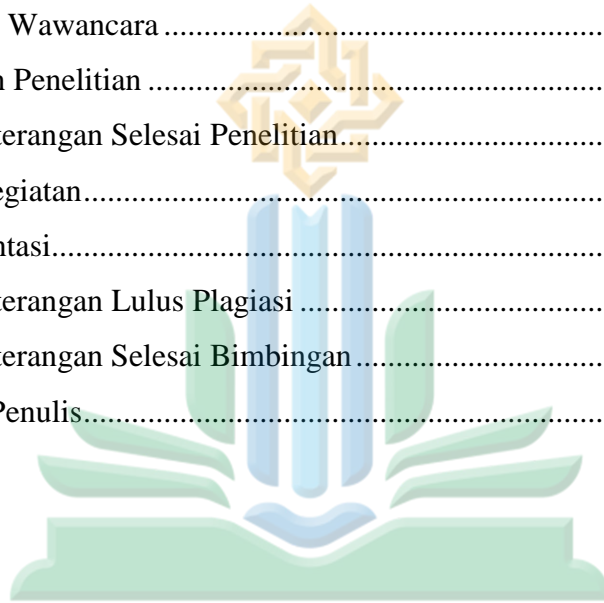 Wawancara ...............................................................
n Penelitian ...............................................................
terangan Selesai Penelitian...............................................................
egiatan...............................................................
ntasi...............................................................
terangan Lulus Plagiasi ...............................................................
terangan Selesai Bimbingan ...............................................................
Penulis...............................................................